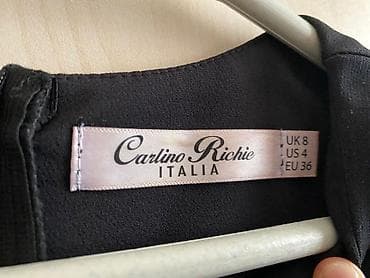 Carlino Richie
ITALIA
UK 8
US 4
EU 36